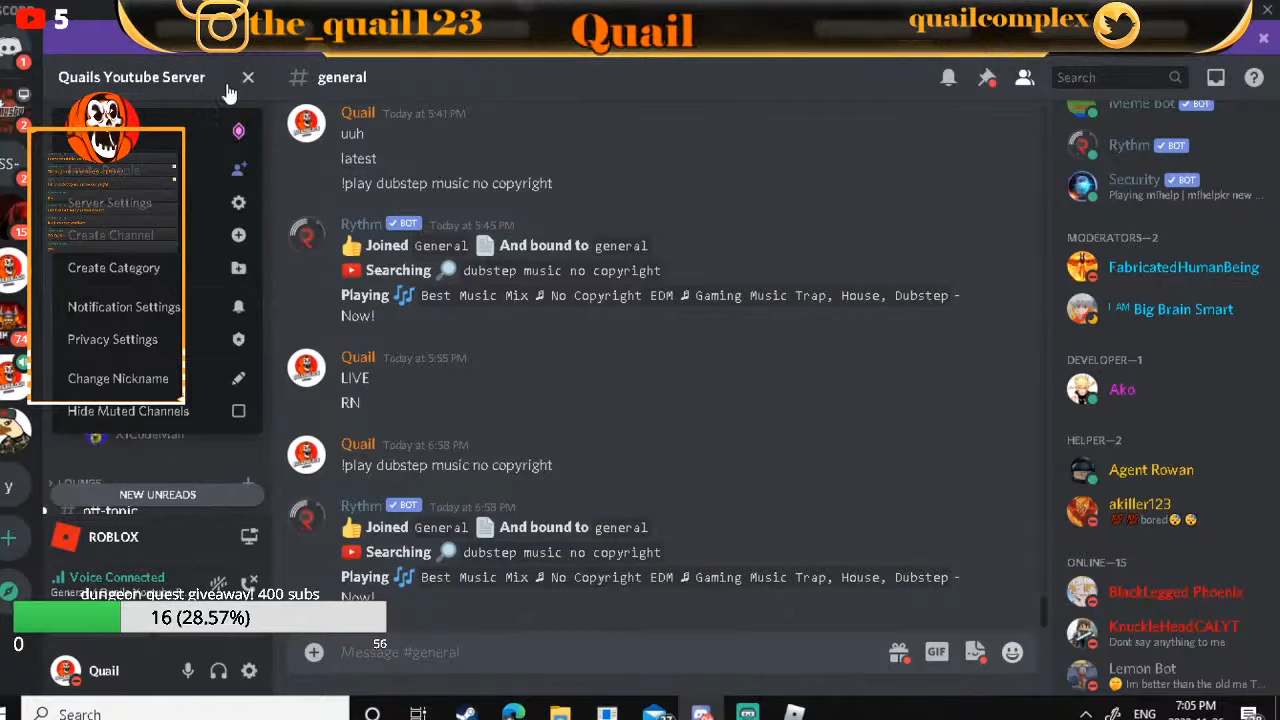 5
the_quail123
Quail
quailcomplex
Quails Youtube Server
general
Search
Server Settings
Create Channel
Create Category
Notification Settings
Privacy Settings
Change Nickname
Hide Muted Channels
NEW UNREADS
off-topic
ROBLOX
Voice Connected
dungeon quest giveaway! 400 subs
16 (28.57%)
0
56
Quail
Quail Today at 5:41 PM
uuh
latest
!play dubstep music no copyright
Rythm BOT Today at 5:45 PM
Joined General And bound to general
Searching dubstep music no copyright
Playing Best Music Mix ♫ No Copyright EDM ♫ Gaming Music Trap, House, Dubstep -
Now!
Quail Today at 5:55 PM
LIVE
RN
Quail Today at 6:58 PM
!play dubstep music no copyright
Rythm BOT Today at 6:58 PM
Joined General And bound to general
Searching dubstep music no copyright
Playing Best Music Mix ♫ No Copyright EDM ♫ Gaming Music Trap, House, Dubstep -
Now!
Message #general
GIF
Meme bot BOT
Rythm BOT
Security BOT
Playing m!help | m!helpkr new ...
MODERATORS—2
FabricatedHumanBeing
I AM Big Brain Smart
DEVELOPER—1
Ako
HELPER—2
Agent Rowan
akiller123
bored
ONLINE—15
BlackLegged Phoenix
KnuckleHeadCALYT
Dont say anything to me
Lemon Bot
Im better than the old me T...
Search
ENG
7:05 PM